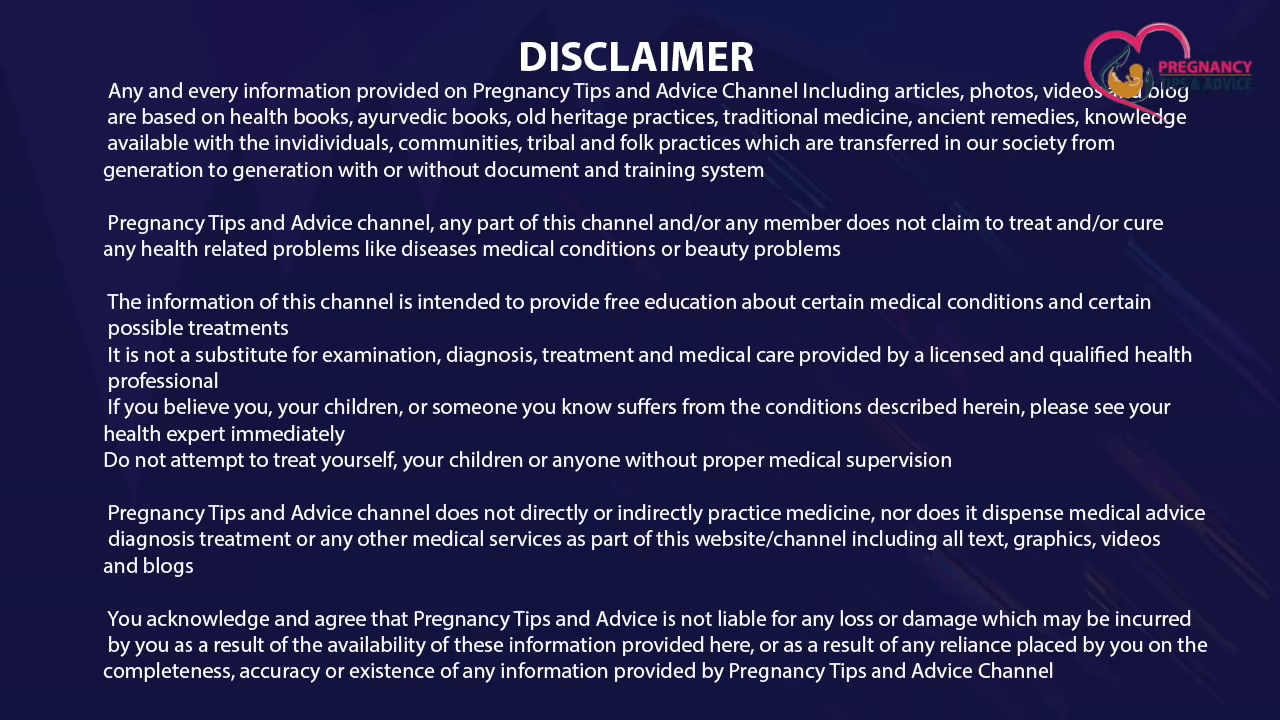 DISCLAIMER
PREGNANCY
TIPS & ADVICE
Any and every information provided on Pregnancy Tips and Advice Channel Including articles, photos, videos and blog
are based on health books, ayurvedic books, old heritage practices, traditional medicine, ancient remedies, knowledge
available with the invidividuals, communities, tribal and folk practices which are transferred in our society from
generation to generation with or without document and training system
Pregnancy Tips and Advice channel, any part of this channel and/or any member does not claim to treat and/or cure
any health related problems like diseases medical conditions or beauty problems
The information of this channel is intended to provide free education about certain medical conditions and certain
possible treatments
It is not a substitute for examination, diagnosis, treatment and medical care provided by a licensed and qualified health
professional
If you believe you, your children, or someone you know suffers from the conditions described herein, please see your
health expert immediately
Do not attempt to treat yourself, your children or anyone without proper medical supervision
Pregnancy Tips and Advice channel does not directly or indirectly practice medicine, nor does it dispense medical advice
diagnosis treatment or any other medical services as part of this website/channel including all text, graphics, videos
and blogs
You acknowledge and agree that Pregnancy Tips and Advice is not liable for any loss or damage which may be incurred
by you as a result of the availability of these information provided here, or as a result of any reliance placed by you on the
completeness, accuracy or existence of any information provided by Pregnancy Tips and Advice Channel